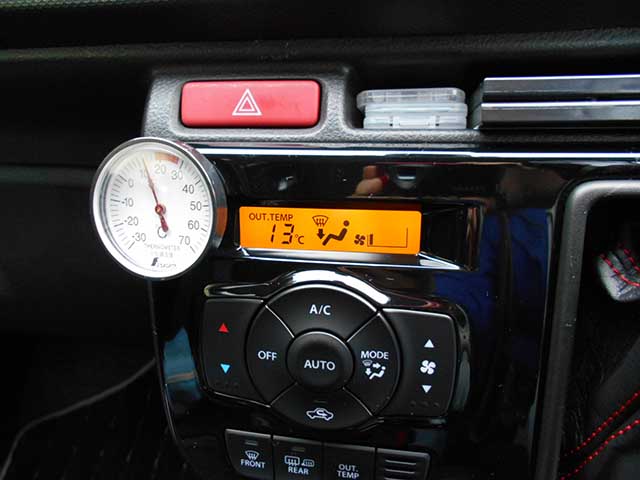 10 20
0 30
-10 40
-20 50
-30 60
70
°C
THERMOMETER
OUT.TEMP
13°C
A/C
OFF
AUTO
MODE
FRONT
REAR
OUT.
TEMP